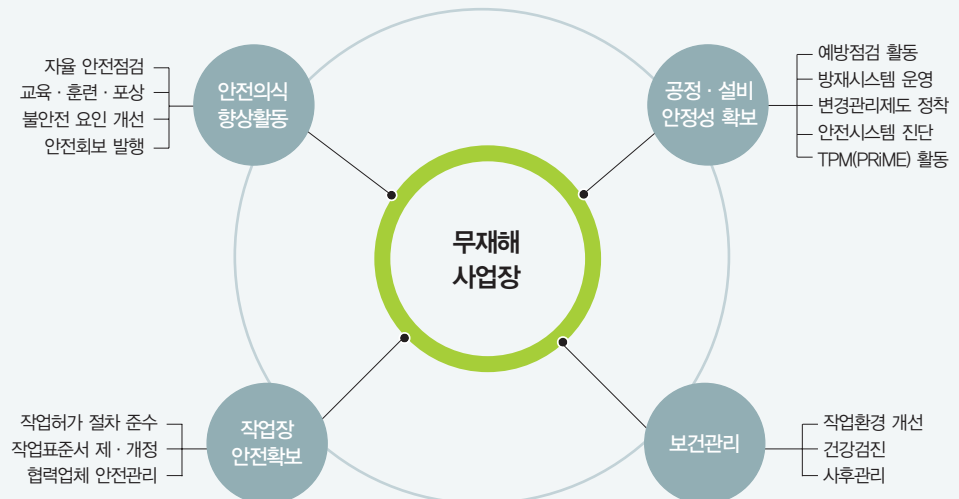 자율 안전점검
교육 · 훈련 · 포상
불안전 요인 개선
안전회보 발행
안전의식
향상활동
공정 · 설비
안정성 확보
예방점검 활동
방재시스템 운영
변경관리제도 정착
안전시스템 진단
TPM(PRiME) 활동
무재해
사업장
작업허가 절차 준수
작업표준서 제 · 개정
협력업체 안전관리
작업장
안전확보
보건관리
작업환경 개선
건강검진
사후관리